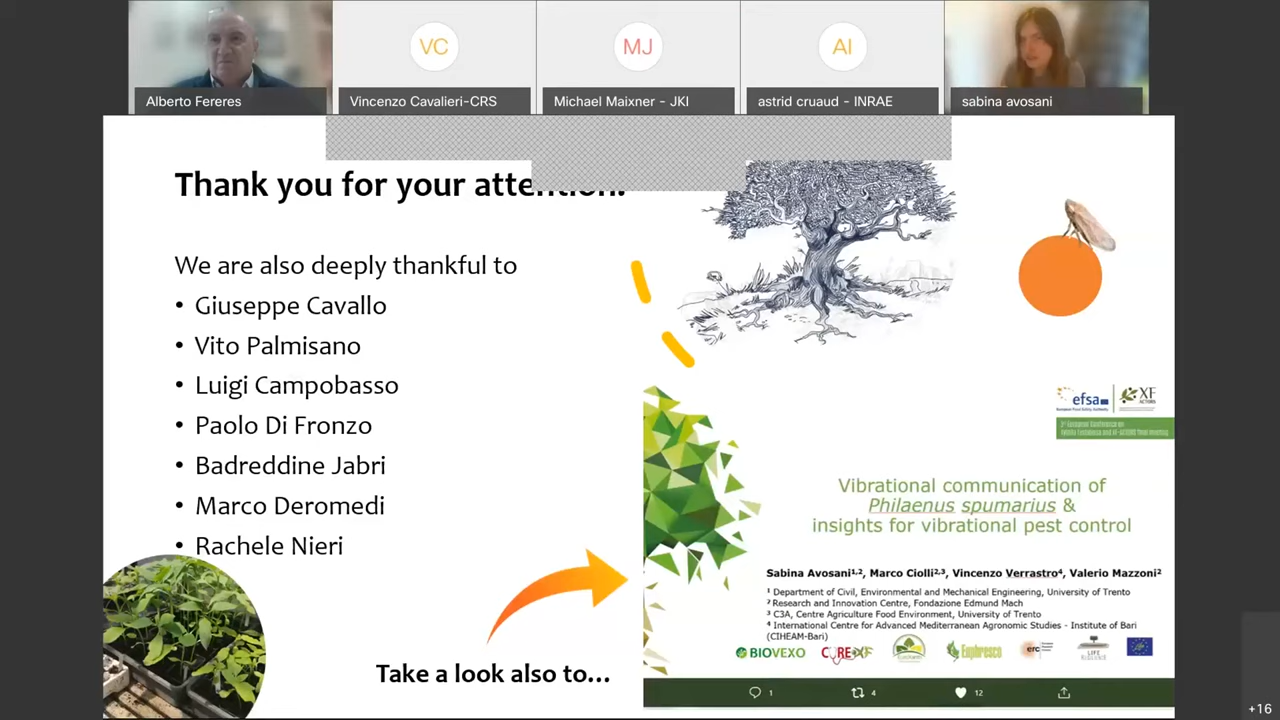 VC
MJ
AI
Alberto Fereres
Vincenzo Cavalieri-CRS
Michael Maixner - JKI
astrid cruaud - INRAE
sabina avosani
Thank you for your attention!
We are also deeply thankful to
• Giuseppe Cavallo
• Vito Palmisano
• Luigi Campobasso
• Paolo Di Fronzo
• Badreddine Jabri
• Marco Deromedi
• Rachele Nieri
Take a look also to...
efsa
XF
ACTORS
Vibrational communication of
Philaenus spumarius &
insights for vibrational pest control
Sabina Avosani1,2, Marco Ciolli2,3, Vincenzo Verrastro4, Valerio Mazzoni2
1 Department of Civil, Environmental and Mechanical Engineering, University of Trento
2 Research and Innovation Centre, Fondazione Edmund Mach
3 C3A, Centre Agriculture Food Environment, University of Trento
4 International Centre for Advanced Mediterranean Agronomic Studies - Institute of Bari
(CIHEAM-Bari)
BIOVEXO
CURE XF
Euphresco
erc
LIFE
1
4
12
+16